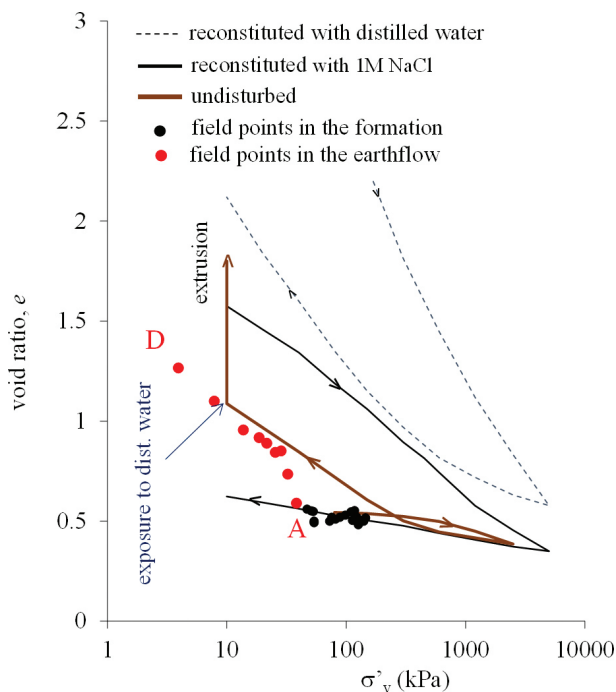 3
2.5
2
1.5
1
0.5
0
1
10
100
1000
10000
void ratio, e
σ'v (kPa)
reconstituted with distilled water
reconstituted with 1M NaCl
undisturbed
field points in the formation
field points in the earthflow
extrusion
exposure to dist. water
D
A